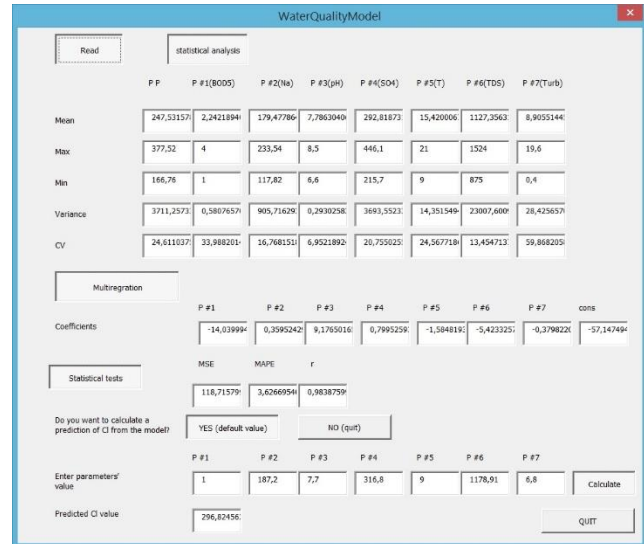 WaterQualityModel
Read
statistical analysis
P P P #1(BOD5) P #2(Na) P #3(pH) P #4(SO4) P #5(T) P #6(TDS) P #7(Turb)
Mean 247,53157 2,2421894 179,47786 7,7863040 292,81873 15,420006 1127,3563 8,9055144
Max 377,52 4 233,54 8,5 446,1 21 1524 19,6
Min 166,76 1 117,82 6,6 215,7 9 875 0,4
Variance 3711,2573 0,5807657 905,71629 0,2930258 3693,5523 14,351549 23007,600 28,425657
CV 24,611037 33,988201 16,768151 6,9521892 20,755025 24,567718 13,454713 59,868205
Multiregration
P #1 P #2 P #3 P #4 P #5 P #6 P #7 cons
Coefficients -14,03999 0,3595242 9,1765016 0,7995259 -1,584819 -5,423325 -0,379822 -57,147494
MSE MAPE r
Statistical tests
118,71579 3,6266954 0,9838759
Do you want to calculate a
prediction of Cl from the model?
YES (default value)
NO (quit)
P #1 P #2 P #3 P #4 P #5 P #6 P #7
Enter parameters'
value
1 187,2 7,7 316,8 9 1178,91 6,8
Calculate
Predicted Cl value 296,82456
QUIT